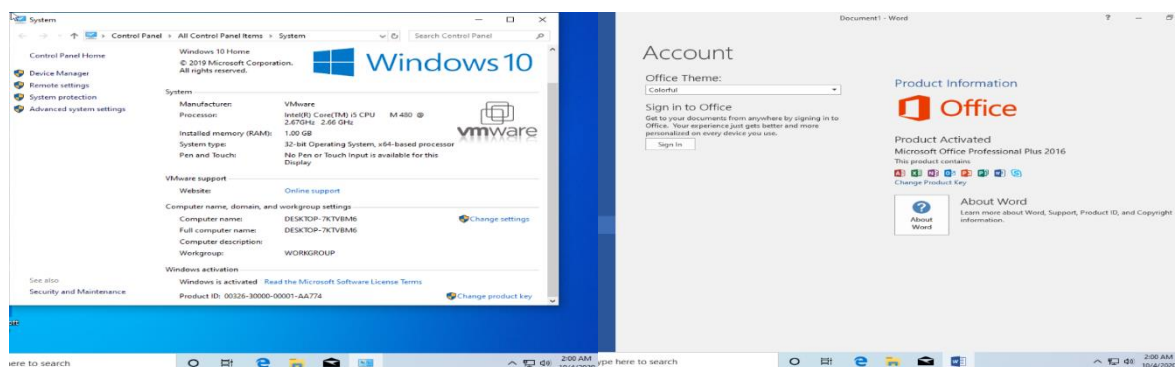 System
Control Panel > All Control Panel Items > System
Search Control Panel
Control Panel Home
Device Manager
Remote settings
System protection
Advanced system settings
See also
Security and Maintenance
Windows 10 Home
© 2019 Microsoft Corporation.
All rights reserved.
Windows 10
System
Manufacturer: VMware
Processor: Intel(R) Core(TM) i5 CPU M 480 @
2.67GHz 2.66 GHz
Installed memory (RAM): 1.00 GB
System type: 32-bit Operating System, x64-based processor
Pen and Touch: No Pen or Touch Input is available for this
Display
vmware
VMware support
Website: Online support
Computer name, domain, and workgroup settings
Computer name: DESKTOP-7KTVBM6
Change settings
Full computer name: DESKTOP-7KTVBM6
Computer description:
Workgroup: WORKGROUP
Windows activation
Windows is activated Read the Microsoft Software License Terms
Product ID: 00326-30000-00001-AA774
Change product key
ere to search
2:00 AM
Document1 - Word
Account
Office Theme:
Colorful
Sign in to Office
Get to your documents from anywhere by signing in to
Office. Your experience just gets better and more
personalized on every device you use.
Sign In
Product Information
Office
Product Activated
Microsoft Office Professional Plus 2016
This product contains
Change Product Key
About
Word
About Word
Learn more about Word, Support, Product ID, and Copyright
information.
ype here to search
2:00 AM